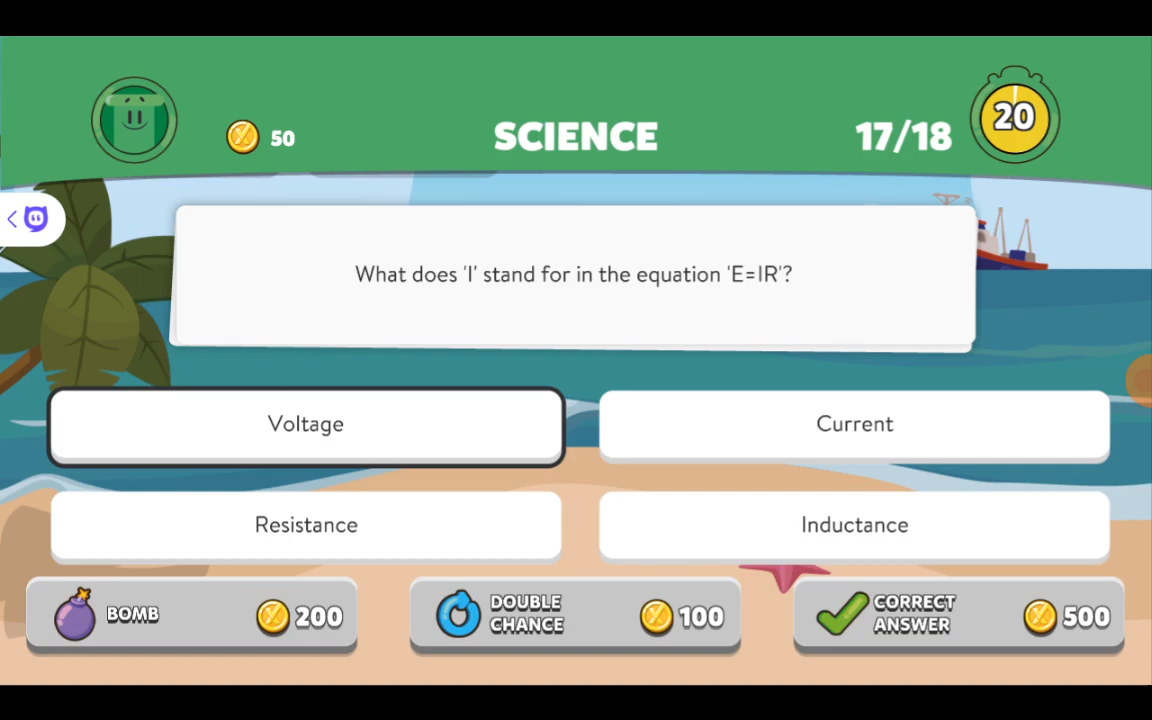 50
SCIENCE
17/18
20
What does 'I' stand for in the equation 'E=IR'?
Voltage
Current
Resistance
Inductance
BOMB
200
DOUBLE
CHANCE
100
CORRECT
ANSWER
500